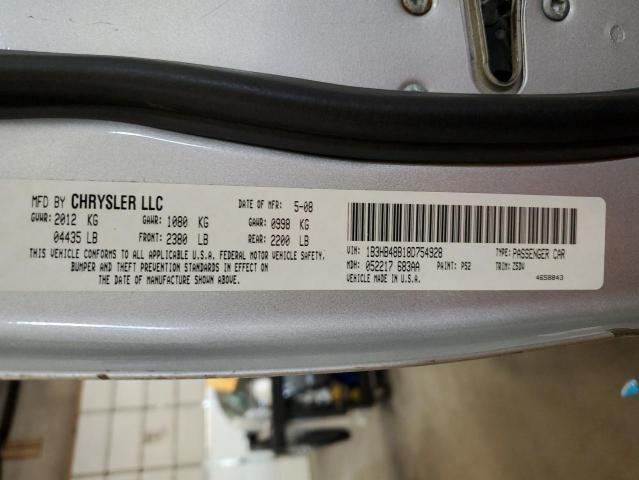 MFD BY CHRYSLER LLC DATE OF MFR: 5-08
GVWR: 2012 KG GAWR: 1080 KG GAWR: 0998 KG
04435 LB FRONT: 2380 LB REAR: 2200 LB
THIS VEHICLE CONFORMS TO ALL APPLICABLE U.S.A. FEDERAL MOTOR VEHICLE SAFETY,
BUMPER AND THEFT PREVENTION STANDARDS IN EFFECT ON
THE DATE OF MANUFACTURE SHOWN ABOVE.
VIN: 1B3HB48B18D754928 TYPE: PASSENGER CAR
MDH: 052217 683AA PAINT: PS2 TRIM: Z5DV
VEHICLE MADE IN U.S.A. 4658843